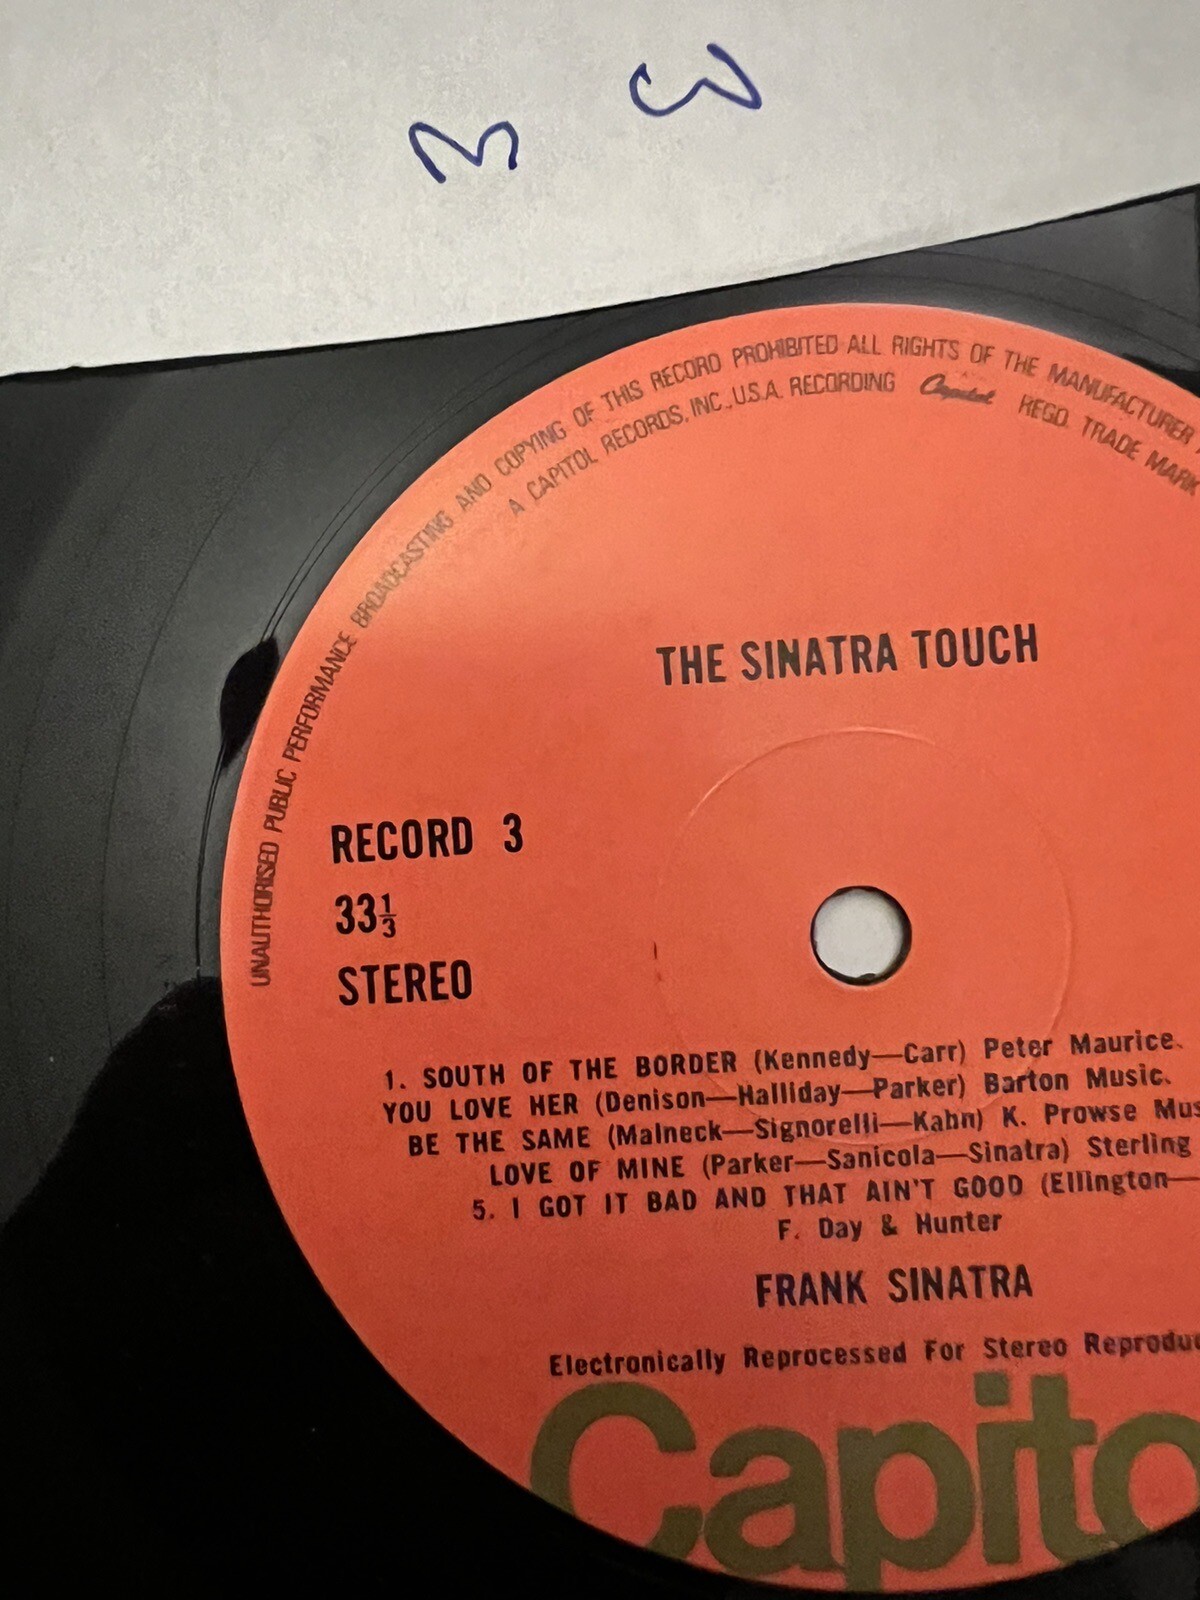 UNAUTHORISED PUBLIC PERFORMANCE BROADCASTING AND COPYING OF THIS RECORD PROHIBITED ALL RIGHTS OF THE MANUFACTURER
A CAPITOL RECORDS, INC., U.S.A. RECORDING Capitol REGD. TRADE MARK
THE SINATRA TOUCH
RECORD 3
33⅓
STEREO
1. SOUTH OF THE BORDER (Kennedy—Carr) Peter Maurice.
YOU LOVE HER (Denison—Halliday—Parker) Barton Music.
BE THE SAME (Malneck—Signorelli—Kahn) K. Prowse Mus
LOVE OF MINE (Parker—Sanicola—Sinatra) Sterling
5. I GOT IT BAD AND THAT AIN'T GOOD (Ellington—
F. Day & Hunter
FRANK SINATRA
Electronically Reprocessed For Stereo Reproduc
Capito